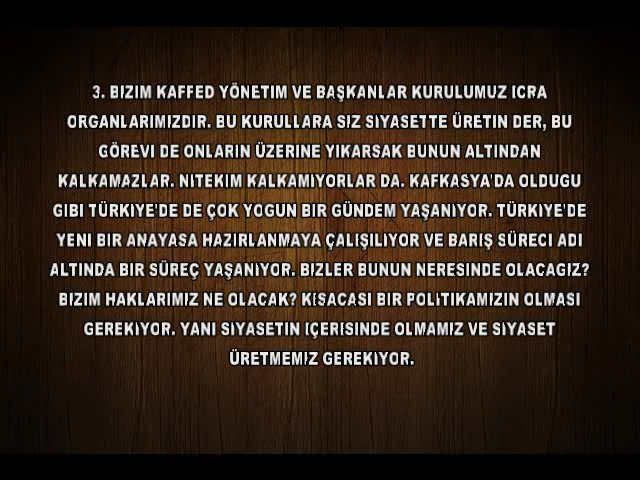 3. BIZIM KAFFED YÖNETIM VE BAŞKANLAR KURULUMUZ ICRA
ORGANLARIMIZDIR. BU KURULLARA SIZ SIYASETTE ÜRETIN DER, BU
GÖREVI DE ONLARIN ÜZERINE YIKARSAK BUNUN ALTINDAN
KALKAMAZLAR. NITEKIM KALKAMIYORLAR DA. KAFKASYA'DA OLDUGU
GIBI TÜRKIYE'DE DE ÇOK YOGUN BIR GÜNDEM YAŞANIYOR. TÜRKIYE'DE
YENI BIR ANAYASA HAZIRLANMAYA ÇALIŞILIYOR VE BARIŞ SÜRECI ADI
ALTINDA BIR SÜREÇ YAŞANIYOR. BIZLER BUNUN NERESINDE OLACAGIZ?
BIZIM HAKLARIMIZ NE OLACAK? KISACASI BIR POLITIKAMIZIN OLMASI
GEREKIYOR. YANI SIYASETIN IÇERISINDE OLMAMIZ VE SIYASET
ÜRETMEMIZ GEREKIYOR.